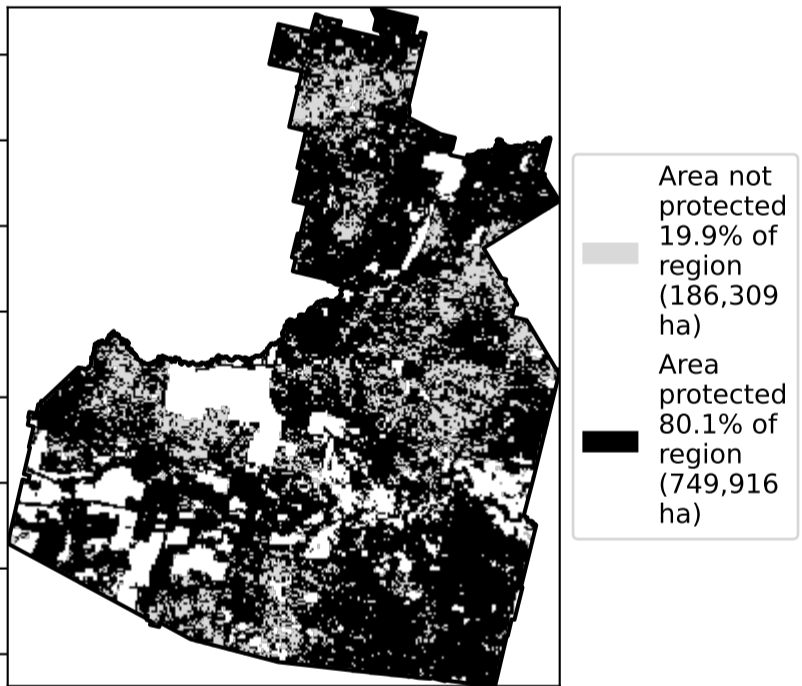 Area not
protected
19.9% of
region
(186,309
ha)
Area
protected
80.1% of
region
(749,916
ha)